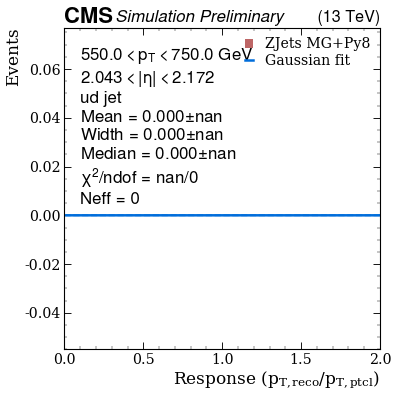 CMS Simulation Preliminary (13 TeV)
Events
550.0 < pT < 750.0 GeV
2.043 < |η| < 2.172
ud jet
Mean = 0.000±nan
Width = 0.000±nan
Median = 0.000±nan
χ²/ndof = nan/0
Neff = 0
ZJets MG+Py8
Gaussian fit
0.06
0.04
0.02
0.00
-0.02
-0.04
0.0 0.5 1.0 1.5 2.0
Response (pT,reco/pT,ptcl)